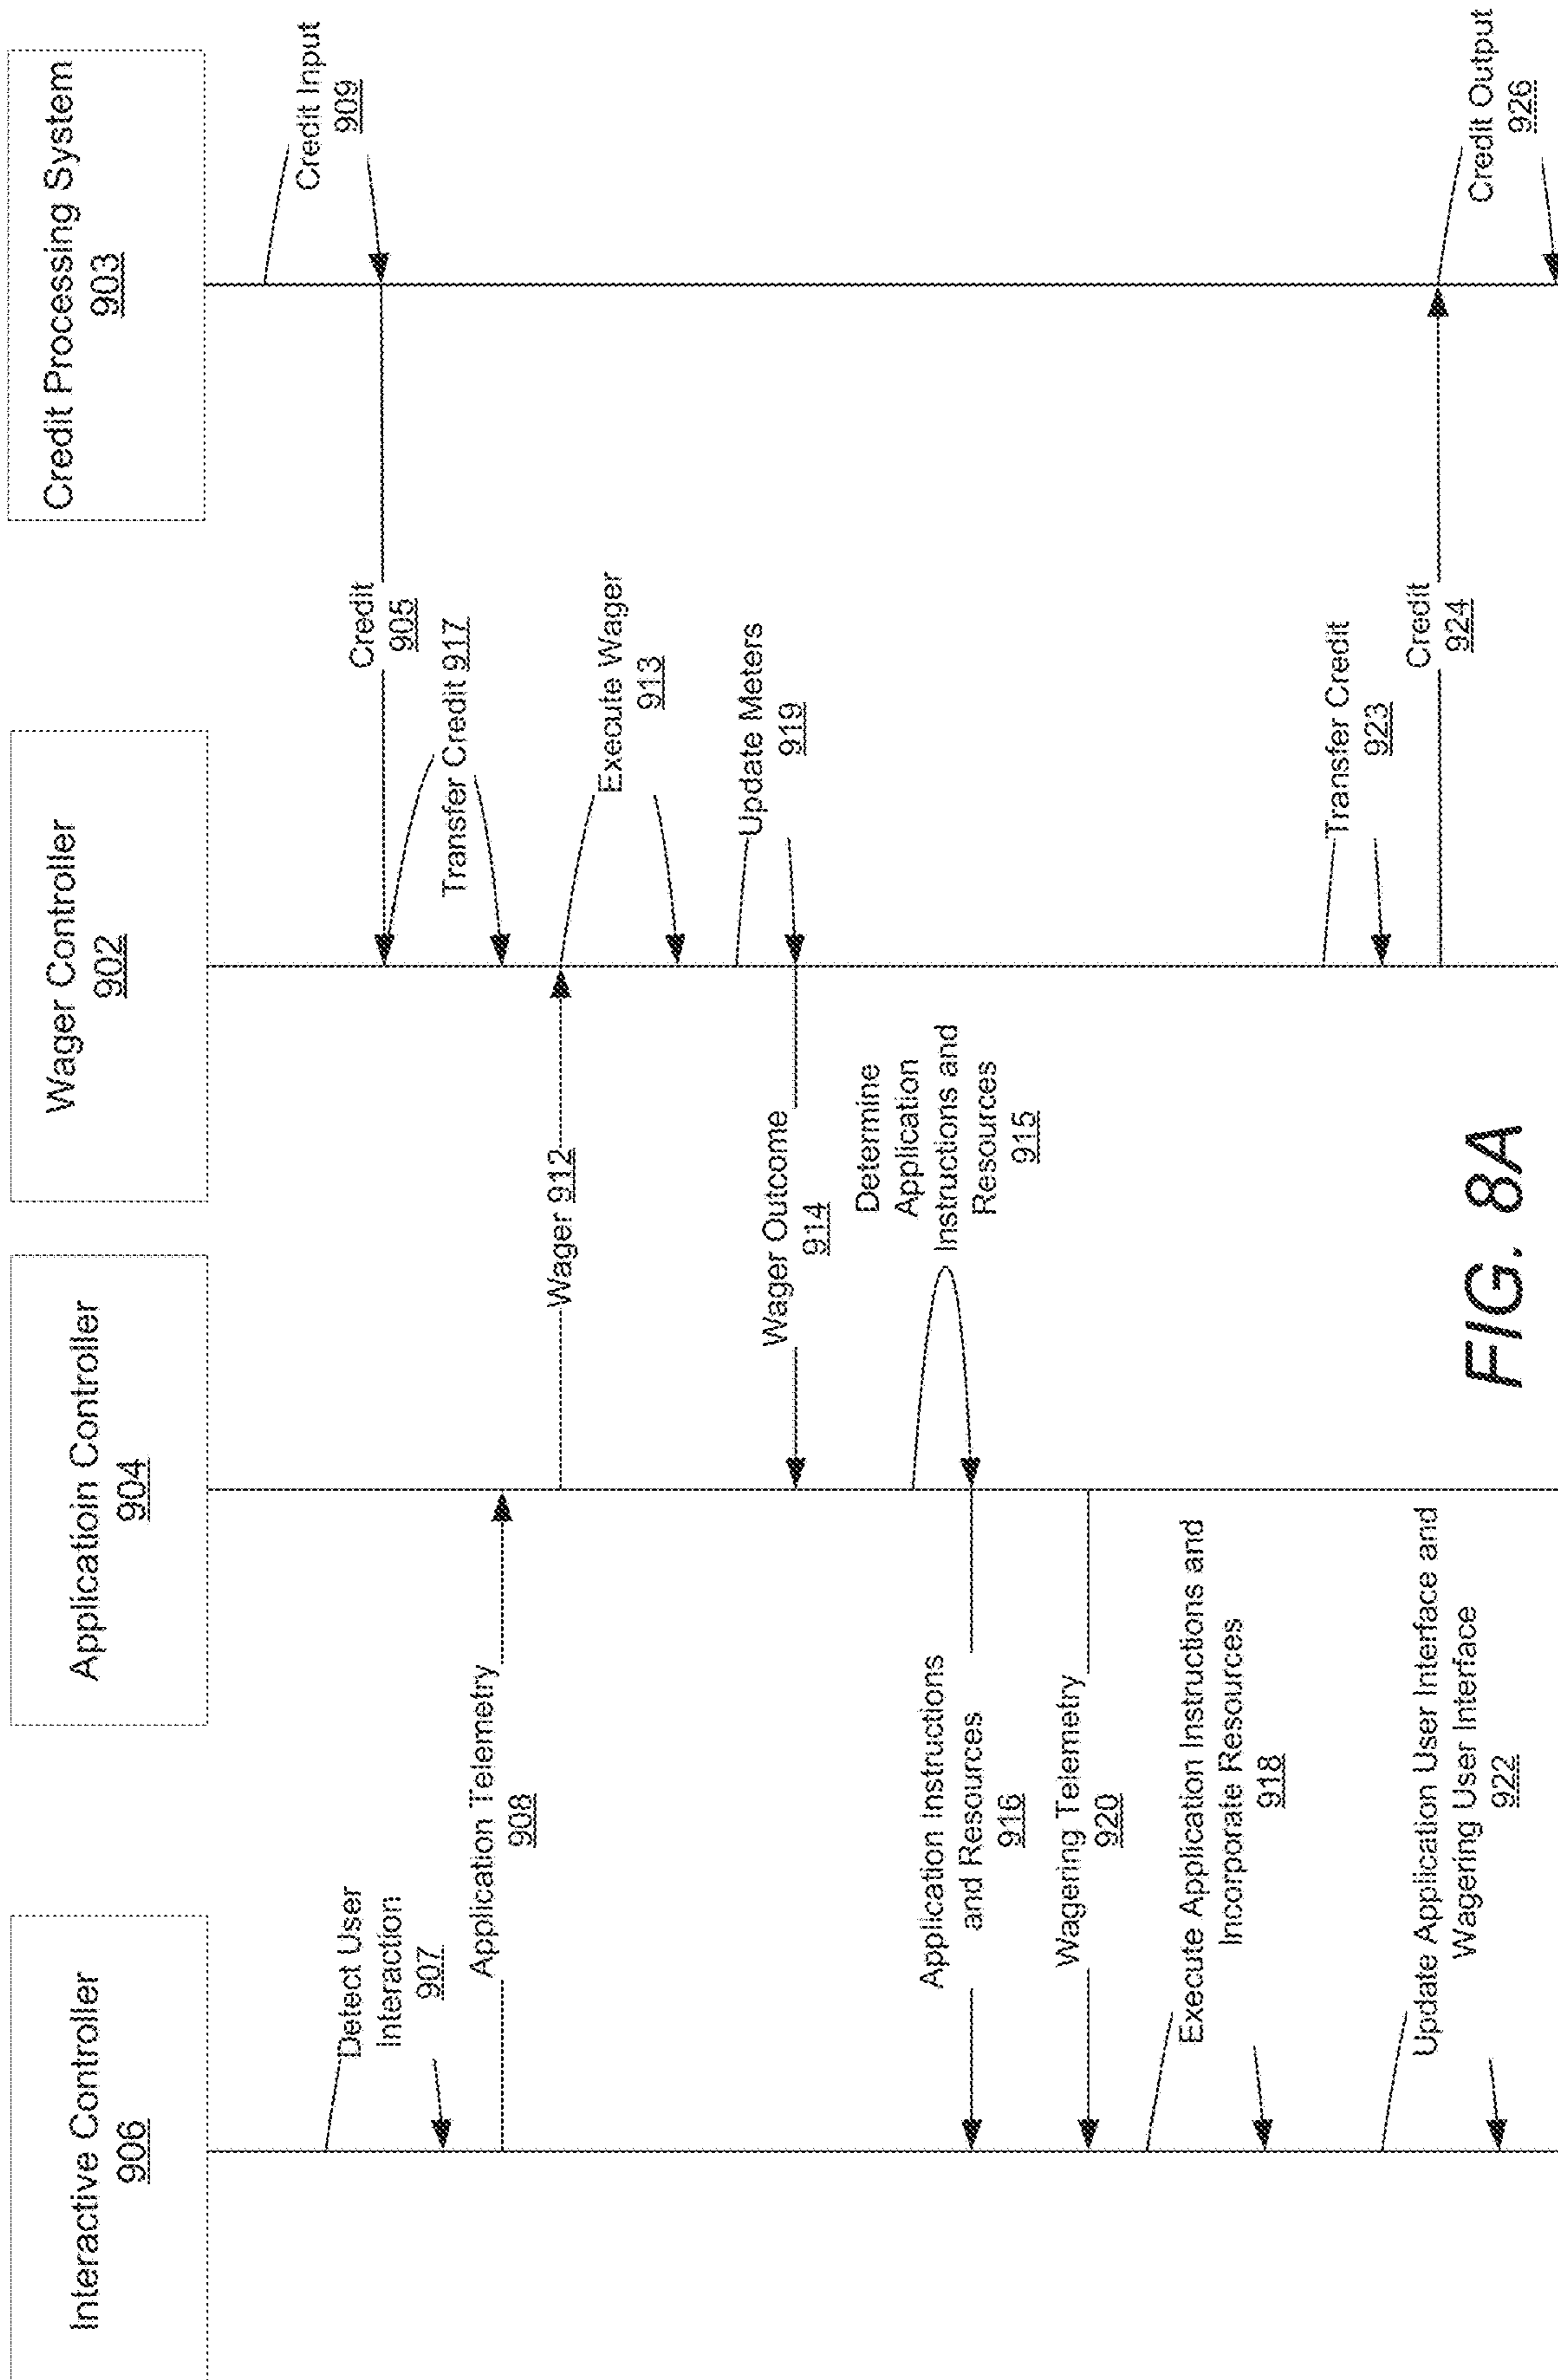 Interactive Controller
906
Applicatioin Controller
904
Wager Controller
902
Credit Processing System
903
Credit Input
909
Detect User
Interaction
907
Credit
905
Transfer Credit 917
Application Telemetry
908
Wager 912
Execute Wager
913
Update Meters
919
Wager Outcome
914
Determine
Application
Instructions and
Resources
915
Application Instructions
and Resources
916
Wagering Telemetry
920
Execute Application Instructions and
Incorporate Resources
918
Transfer Credit
923
Update Application User Interface and
Wagering User Interface
922
Credit
924
Credit Output
926
FIG. 8A